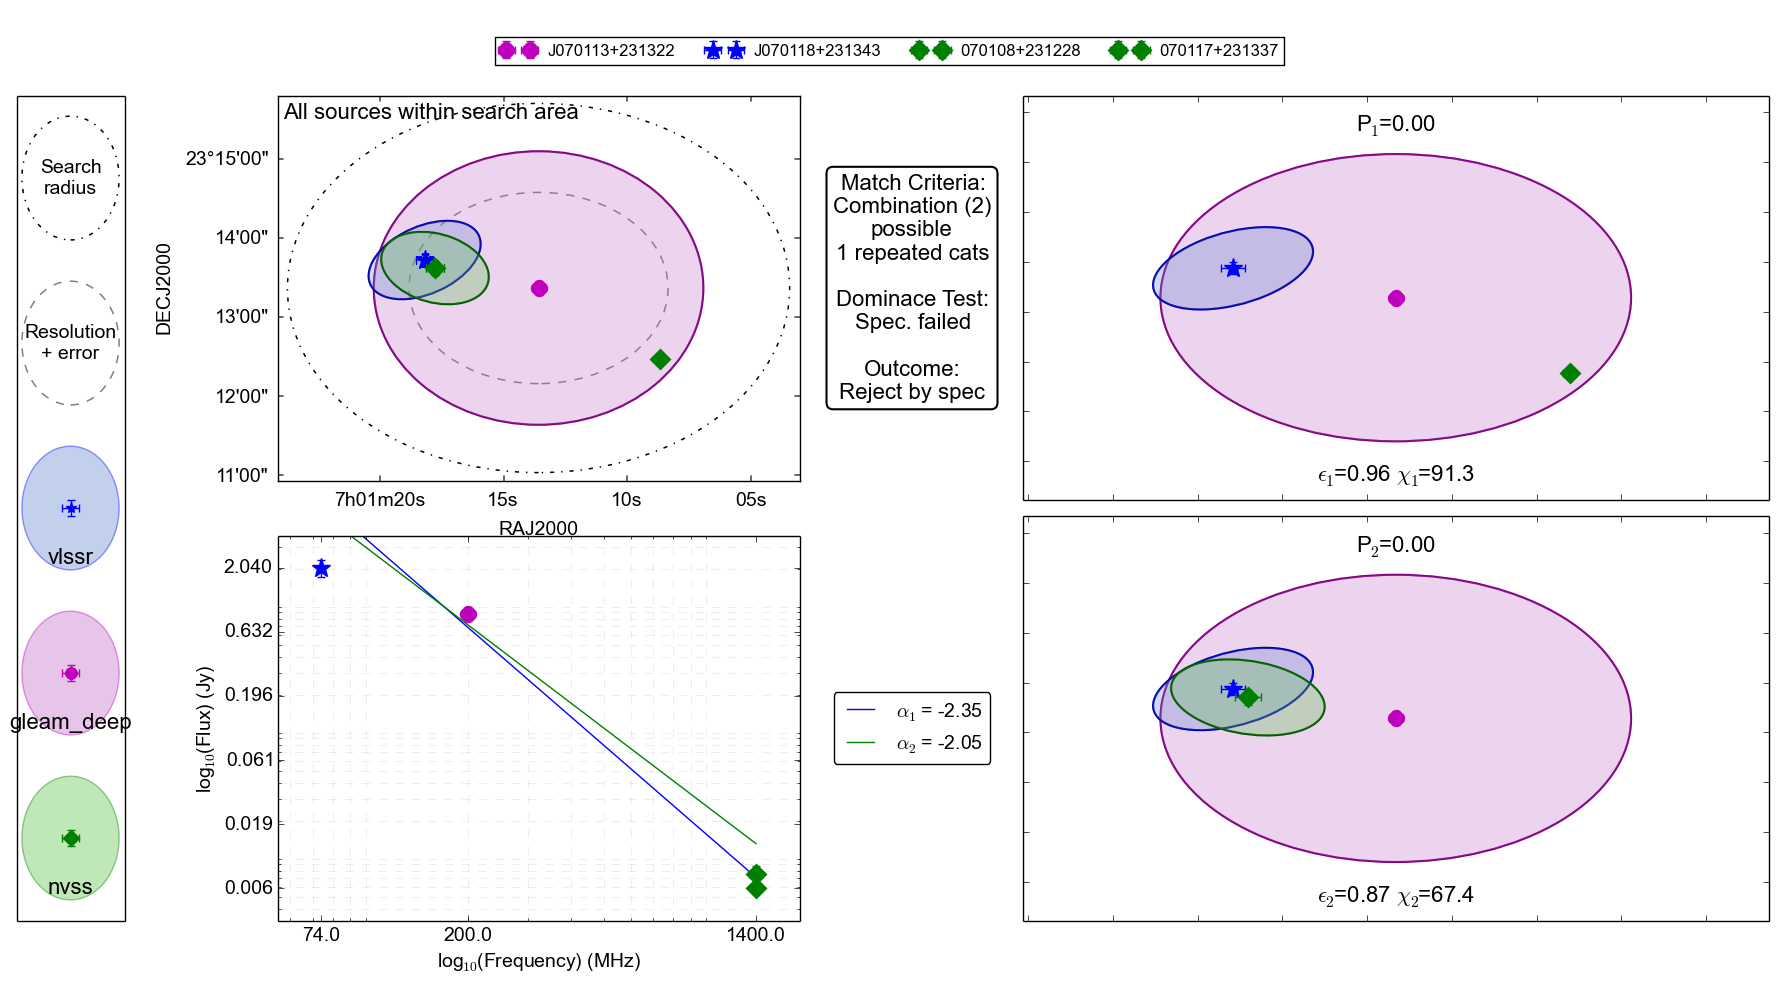 J070113+231322 J070118+231343 070108+231228 070117+231337
Search
radius
Resolution
+ error
vlssr
gleam_deep
nvss
All sources within search area
DECJ2000
23°15'00"
14'00"
13'00"
12'00"
11'00"
7h01m20s 15s 10s 05s
RAJ2000
Match Criteria:
Combination (2)
possible
1 repeated cats
Dominace Test:
Spec. failed
Outcome:
Reject by spec
P₁=0.00
ϵ₁=0.96 χ₁=91.3
log₁₀(Flux) (Jy)
2.040
0.632
0.196
0.061
0.019
0.006
74.0 200.0 1400.0
log₁₀(Frequency) (MHz)
α₁ = -2.35
α₂ = -2.05
P₂=0.00
ϵ₂=0.87 χ₂=67.4